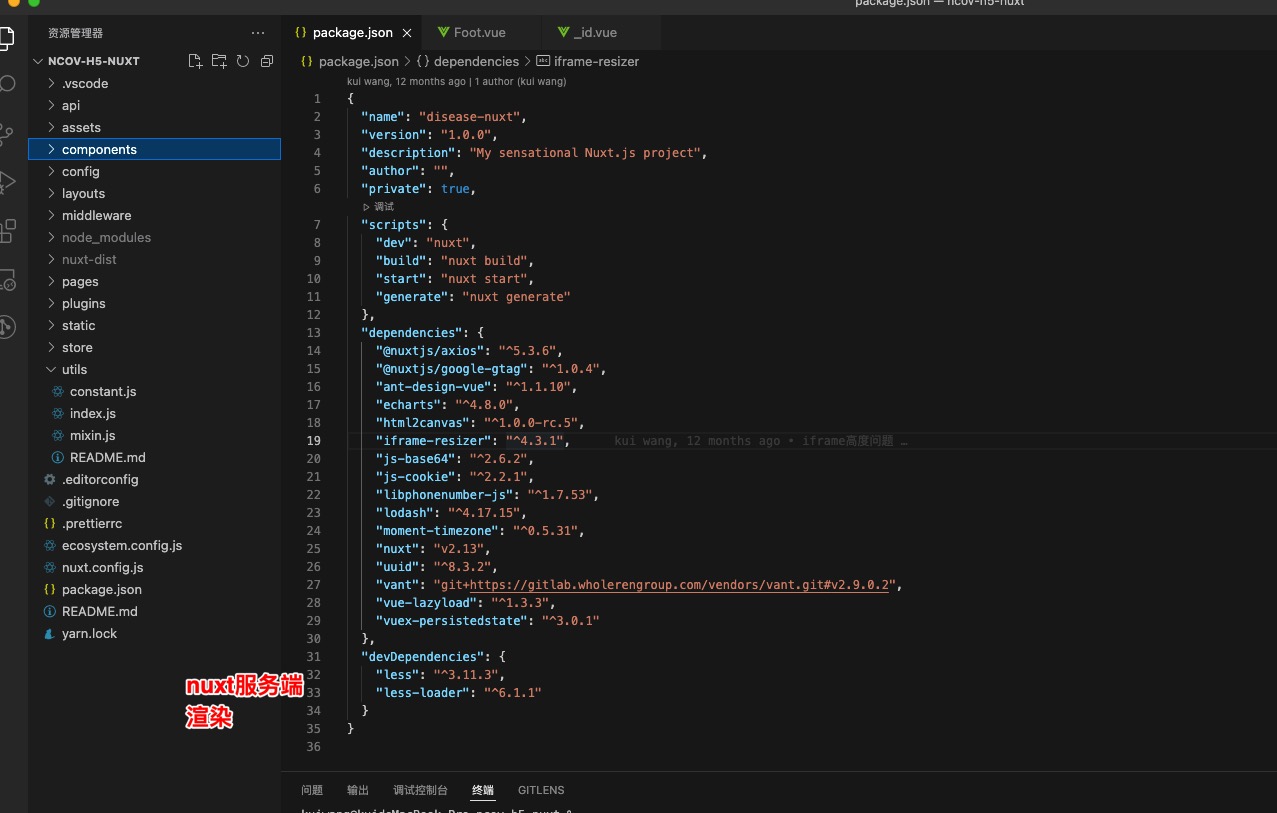 package.json — ncov-h5-nuxt
资源管理器
NCOV-H5-NUXT
.vscode
api
assets
components
config
layouts
middleware
node_modules
nuxt-dist
pages
plugins
static
store
utils
constant.js
index.js
mixin.js
README.md
.editorconfig
.gitignore
.prettierrc
ecosystem.config.js
nuxt.config.js
package.json
README.md
yarn.lock
nuxt服务端
渲染
package.json Foot.vue _id.vue
package.json > {} dependencies > iframe-resizer
kui wang, 12 months ago | 1 author (kui wang)
1 {
2 "name": "disease-nuxt",
3 "version": "1.0.0",
4 "description": "My sensational Nuxt.js project",
5 "author": "",
6 "private": true,
调试
7 "scripts": {
8 "dev": "nuxt",
9 "build": "nuxt build",
10 "start": "nuxt start",
11 "generate": "nuxt generate"
12 },
13 "dependencies": {
14 "@nuxtjs/axios": "^5.3.6",
15 "@nuxtjs/google-gtag": "^1.0.4",
16 "ant-design-vue": "^1.1.10",
17 "echarts": "^4.8.0",
18 "html2canvas": "^1.0.0-rc.5",
19 "iframe-resizer": "^4.3.1", kui wang, 12 months ago • iframe高度问题 …
20 "js-base64": "^2.6.2",
21 "js-cookie": "^2.2.1",
22 "libphonenumber-js": "^1.7.53",
23 "lodash": "^4.17.15",
24 "moment-timezone": "^0.5.31",
25 "nuxt": "v2.13",
26 "uuid": "^8.3.2",
27 "vant": "git+https://gitlab.wholerengroup.com/vendors/vant.git#v2.9.0.2",
28 "vue-lazyload": "^1.3.3",
29 "vuex-persistedstate": "^3.0.1"
30 },
31 "devDependencies": {
32 "less": "^3.11.3",
33 "less-loader": "^6.1.1"
34 }
35 }
36
问题 输出 调试控制台 终端 GITLENS